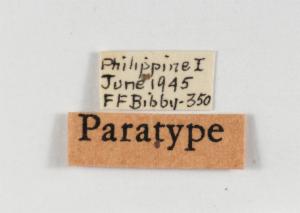 Philippine I
June 1945
FFBibby-350
Paratype